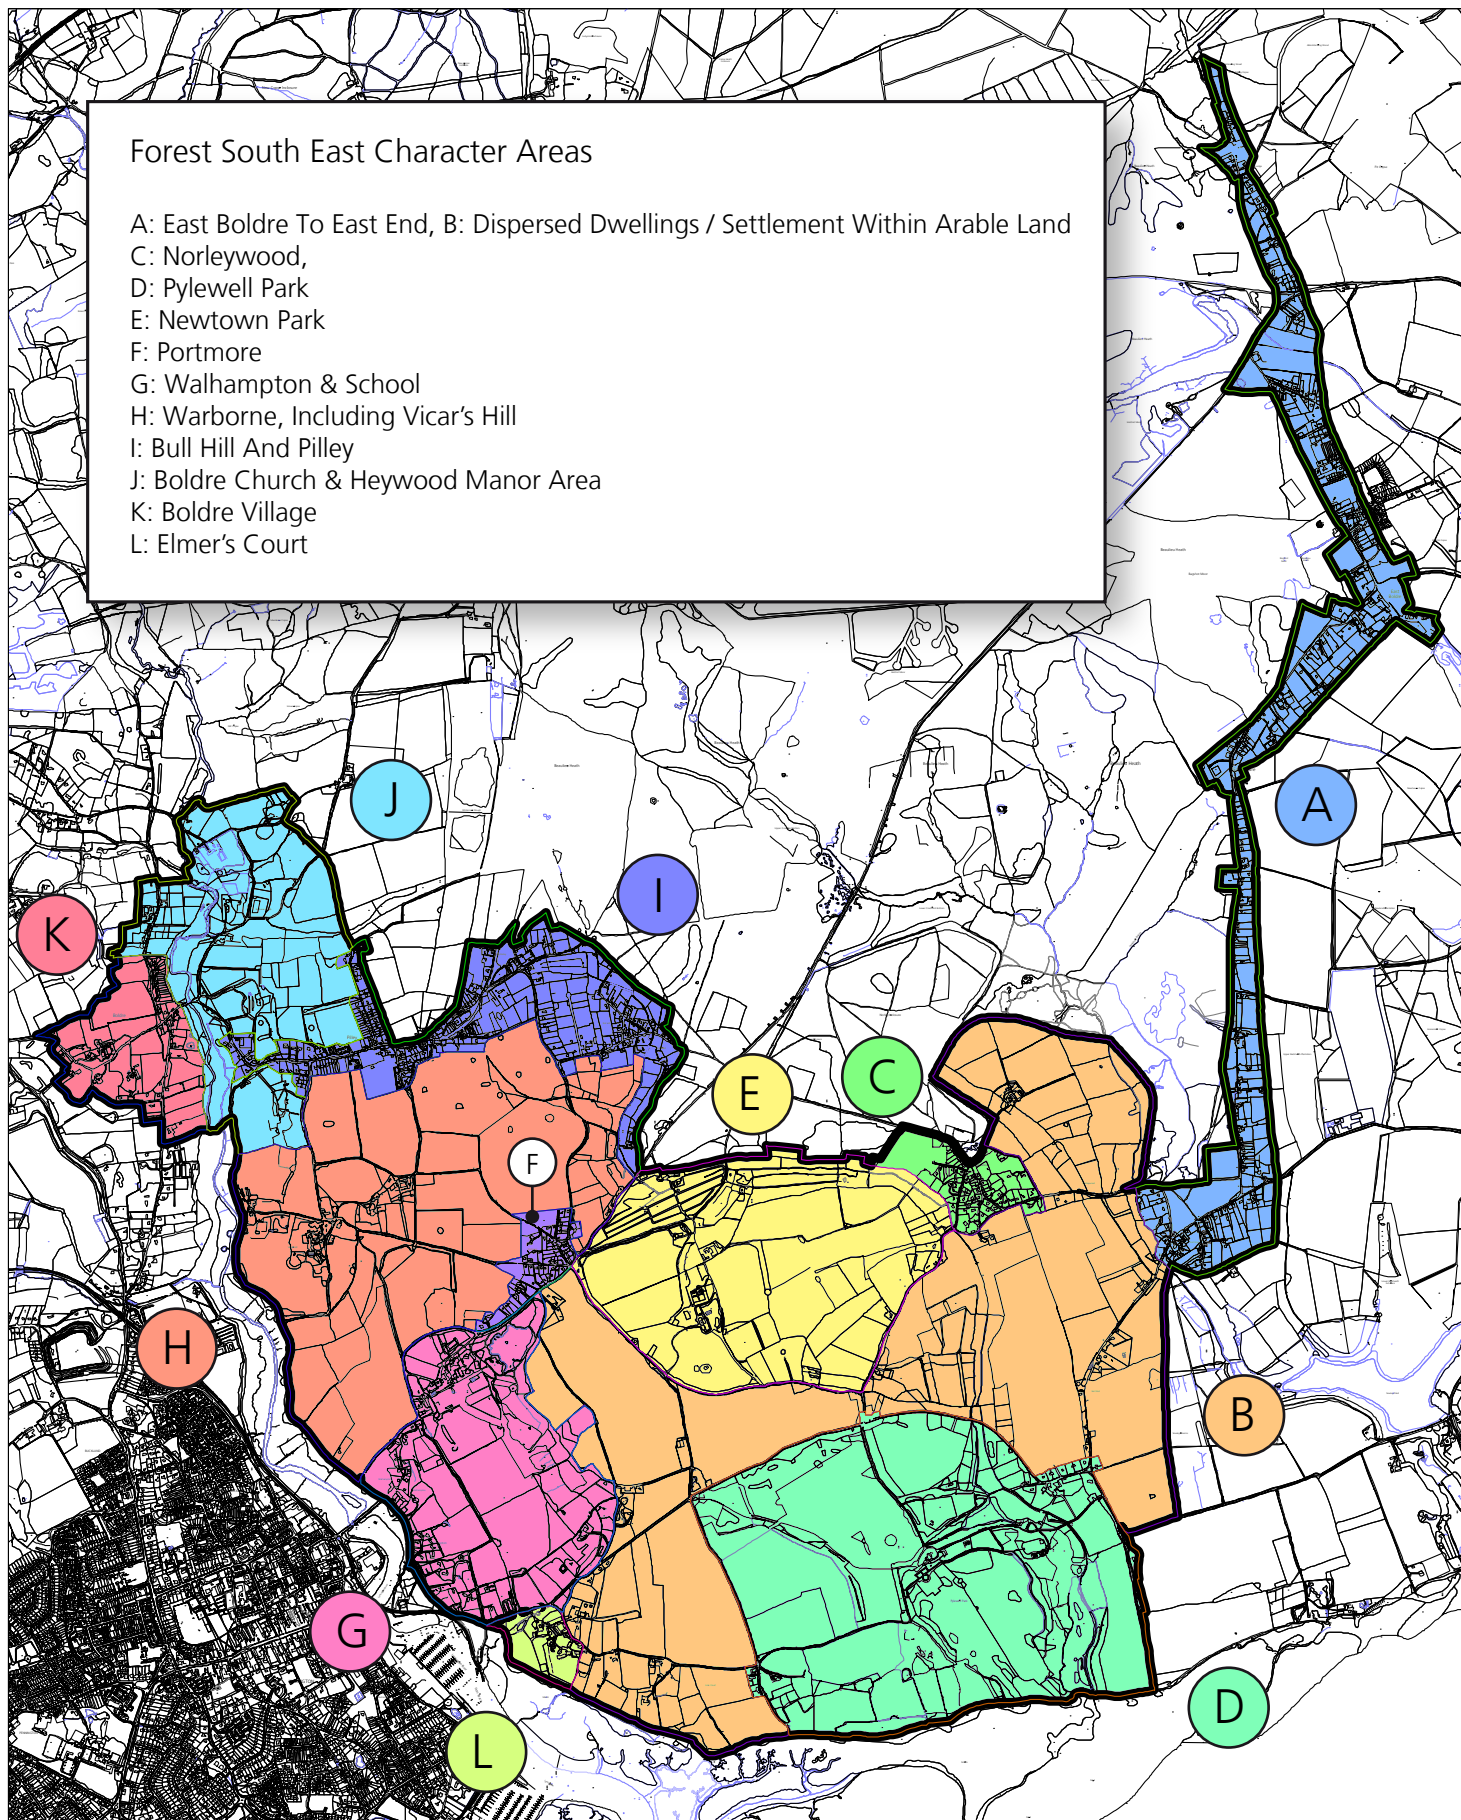 Forest South East Character Areas
A: East Boldre To East End, B: Dispersed Dwellings / Settlement Within Arable Land
C: Norleywood,
D: Pylewell Park
E: Newtown Park
F: Portmore
G: Walhampton & School
H: Warborne, Including Vicar’s Hill
I: Bull Hill And Pilley
J: Boldre Church & Heywood Manor Area
K: Boldre Village
L: Elmer’s Court
J
A
I
K
C
E
F
H
B
G
D
L